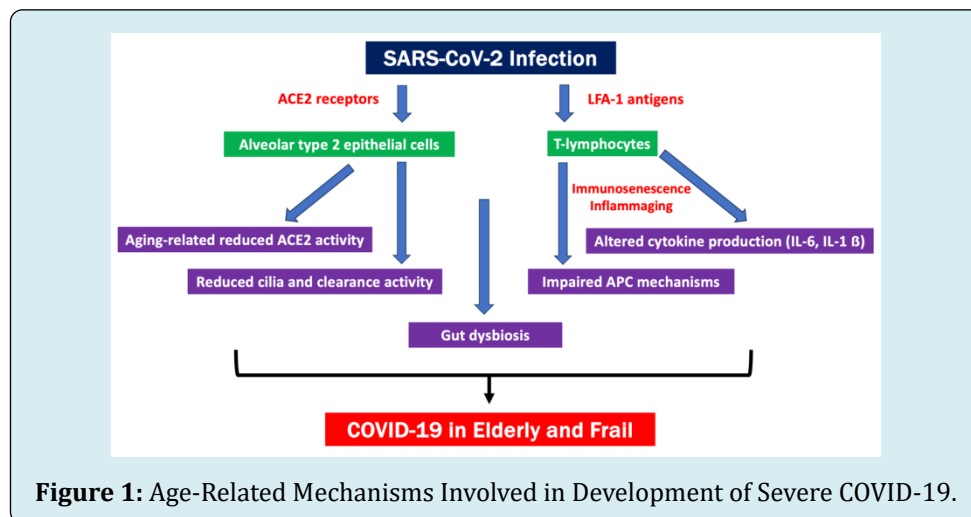 SARS-CoV-2 Infection
ACE2 receptors
LFA-1 antigens
Alveolar type 2 epithelial cells
T-lymphocytes
Immunosenescence
Inflammaging
Aging-related reduced ACE2 activity
Altered cytokine production (IL-6, IL-1 ß)
Reduced cilia and clearance activity
Impaired APC mechanisms
Gut dysbiosis
COVID-19 in Elderly and Frail
Figure 1: Age-Related Mechanisms Involved in Development of Severe COVID-19.